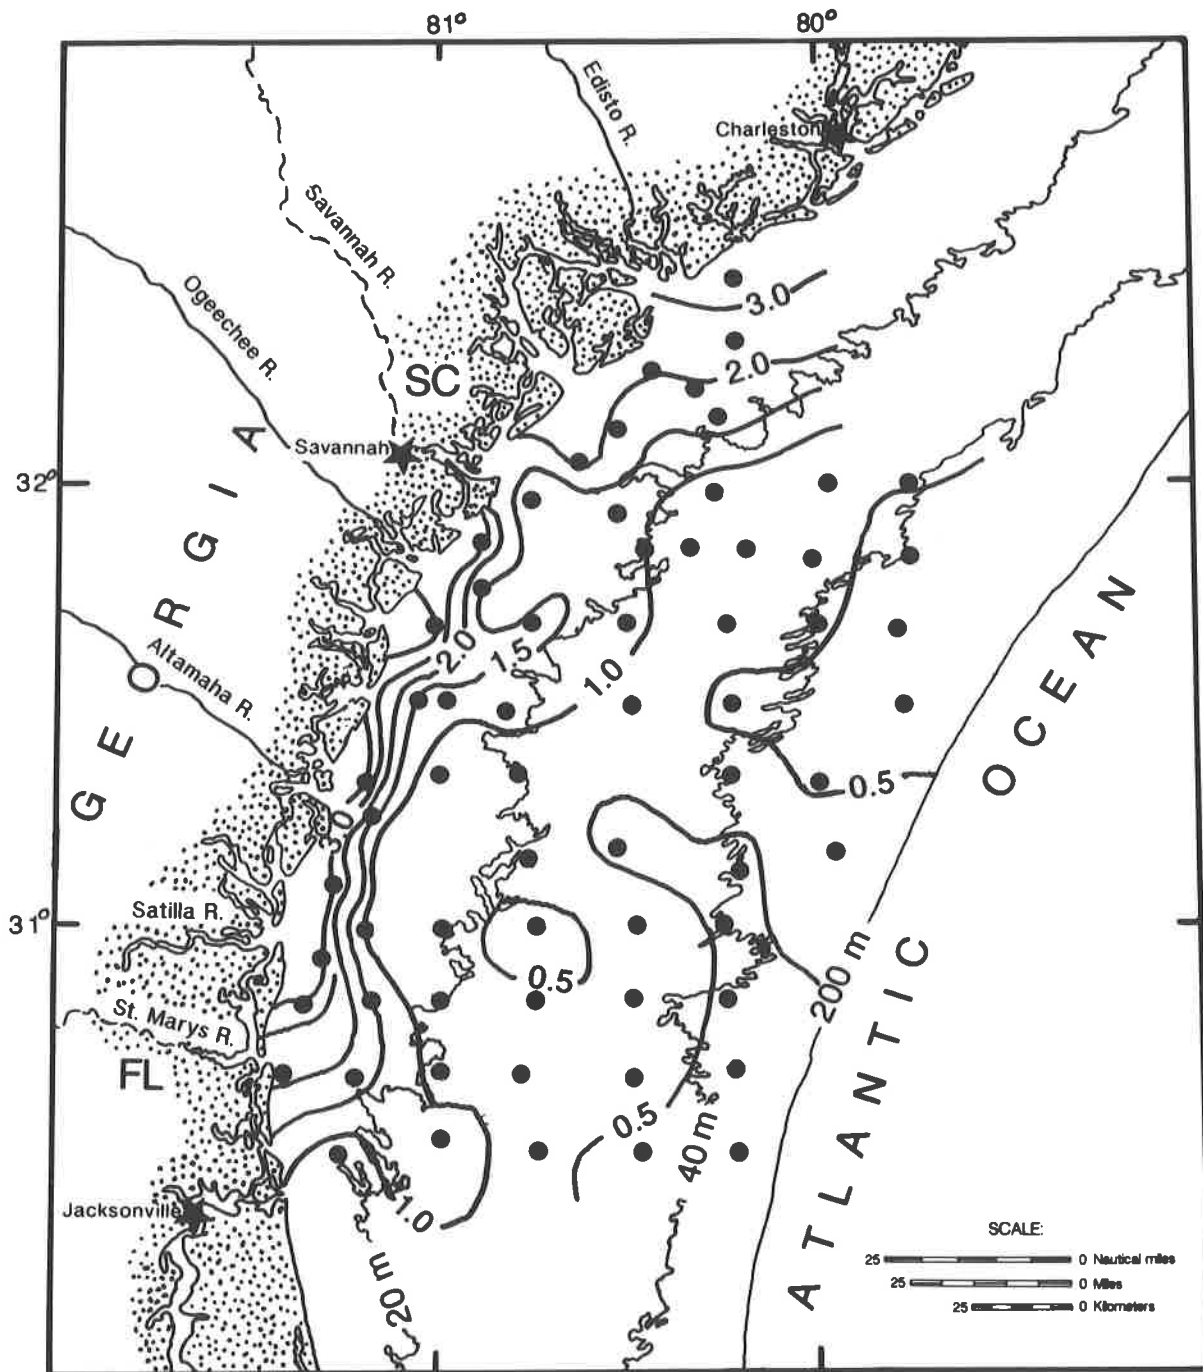 81°
80°
Edisto R.
Charleston
Savannah R.
Ogeechee R.
3.0
SC
2.0
Savannah
32°
GEORGIA
Altamaha R.
2.0
1.5
1.0
OCEAN
0.5
3.0
31°
Satilla R.
0.5
200 m
ATLANTIC
St. Marys R.
FL
0.5
40 m
1.0
Jacksonville
20 m
SCALE:
25 0 Nautical miles
25 0 Miles
25 0 Kilometers